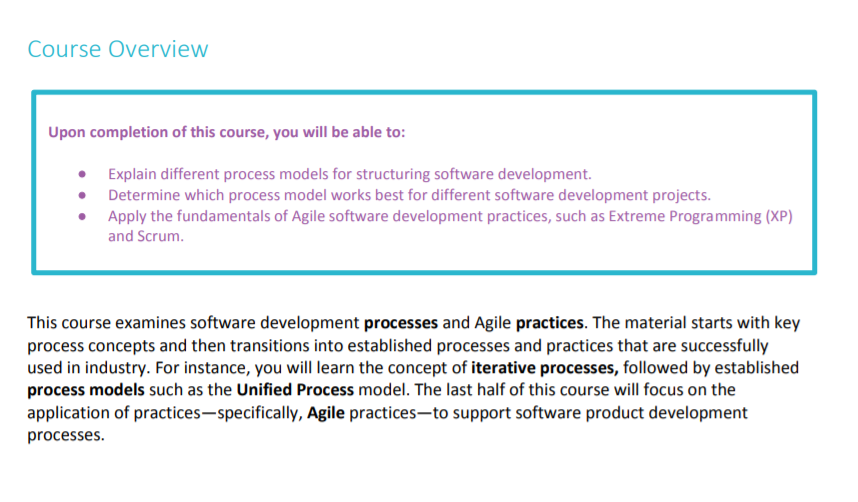 Course Overview
Upon completion of this course, you will be able to:
● Explain different process models for structuring software development.
● Determine which process model works best for different software development projects.
● Apply the fundamentals of Agile software development practices, such as Extreme Programming (XP)
and Scrum.
This course examines software development processes and Agile practices. The material starts with key
process concepts and then transitions into established processes and practices that are successfully
used in industry. For instance, you will learn the concept of iterative processes, followed by established
process models such as the Unified Process model. The last half of this course will focus on the
application of practices—specifically, Agile practices—to support software product development
processes.